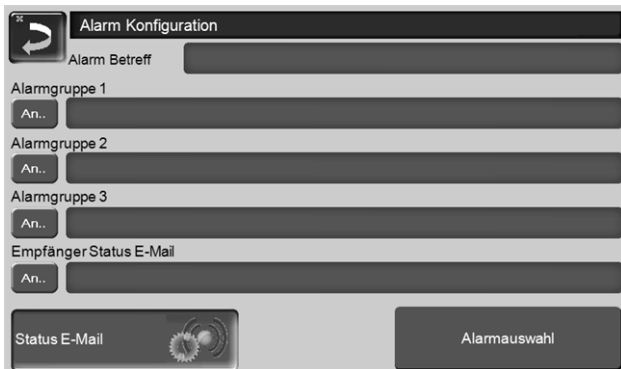 Alarm Konfiguration
Alarm Betreff
Alarmgruppe 1
An..
Alarmgruppe 2
An..
Alarmgruppe 3
An..
Empfänger Status E-Mail
An..
Status E-Mail
Alarmauswahl